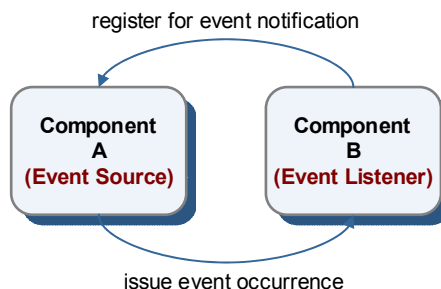 register for event notification
Component
A
(Event Source)
Component
B
(Event Listener)
issue event occurrence